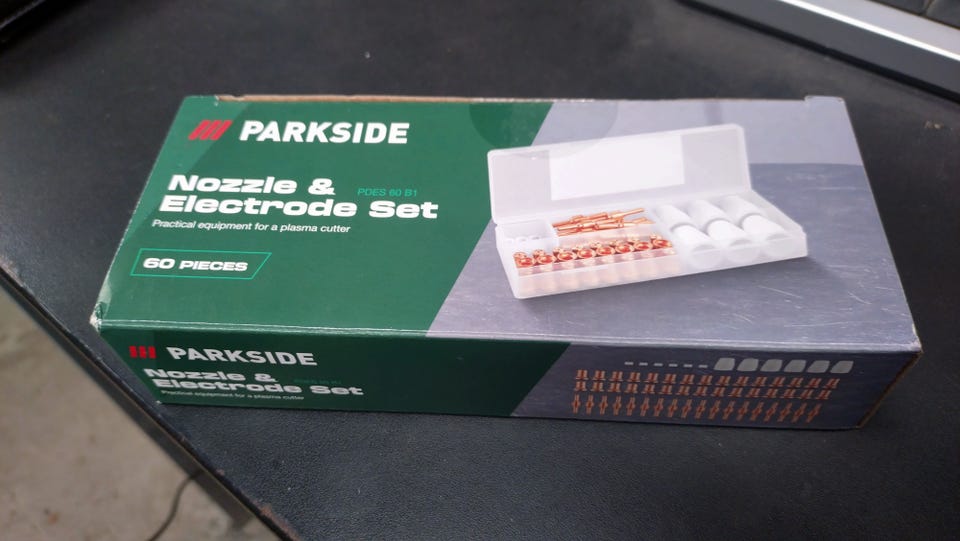 PARKSIDE
Nozzle &
Electrode Set
PDES 60 B1
Practical equipment for a plasma cutter
60 PIECES
PARKSIDE
Nozzle &
Electrode Set
Practical equipment for a plasma cutter